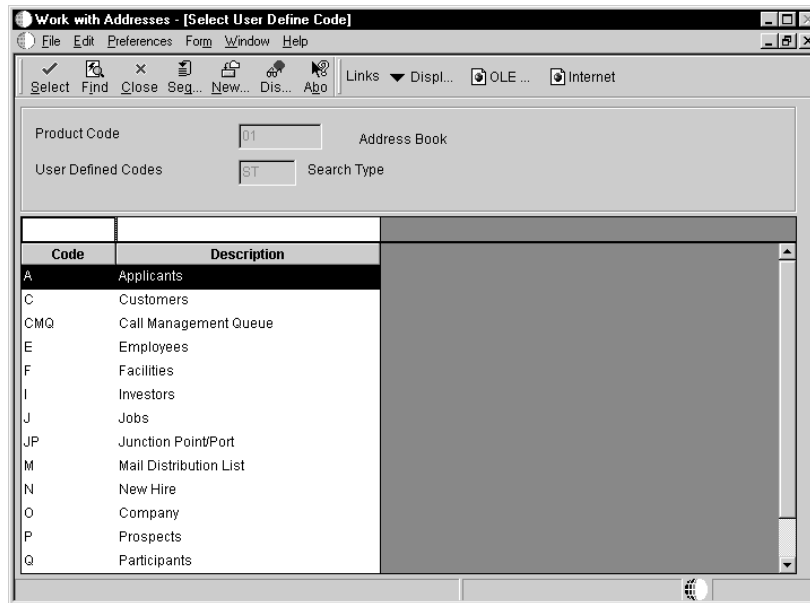 Work with Addresses - [Select User Define Code]
File Edit Preferences Form Window Help
Select Find Close Seq... New... Dis... Abo Links Displ... OLE ... Internet
Product Code 01 Address Book
User Defined Codes ST Search Type
Code Description
A Applicants
C Customers
CMQ Call Management Queue
E Employees
F Facilities
I Investors
J Jobs
JP Junction Point/Port
M Mail Distribution List
N New Hire
O Company
P Prospects
Q Participants